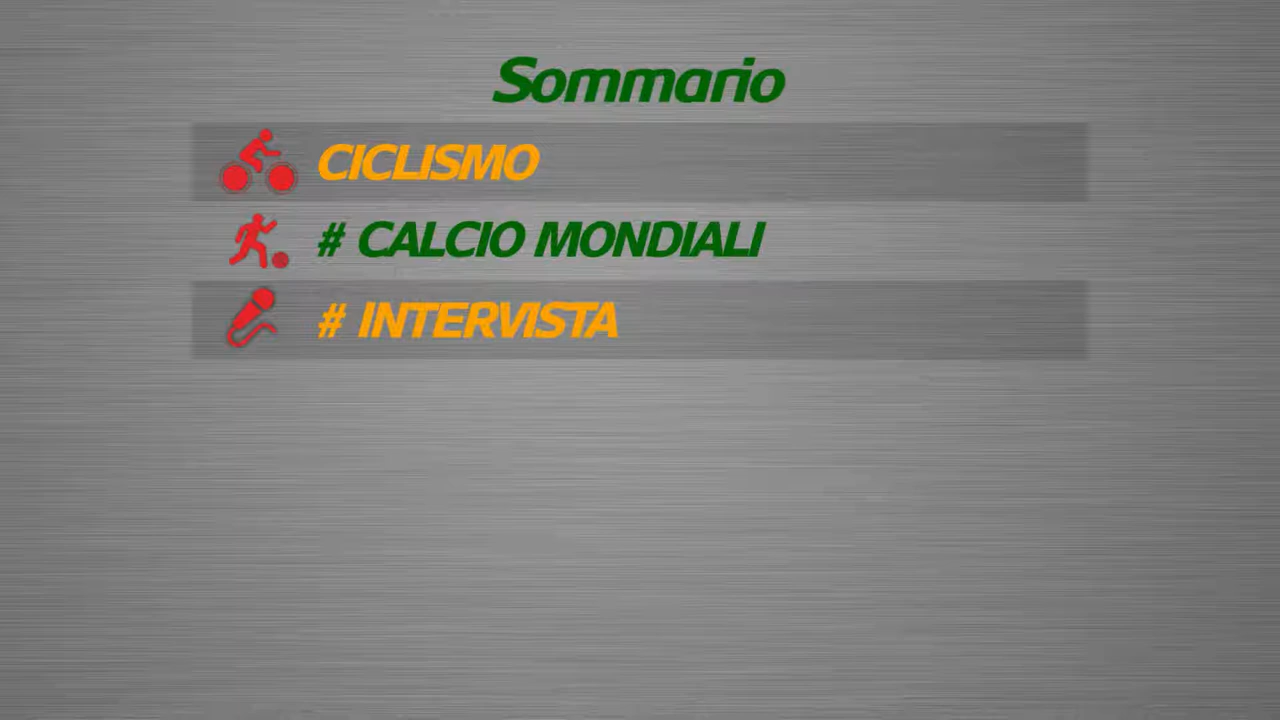 Sommario
CICLISMO
# CALCIO MONDIALI
# INTERVISTA